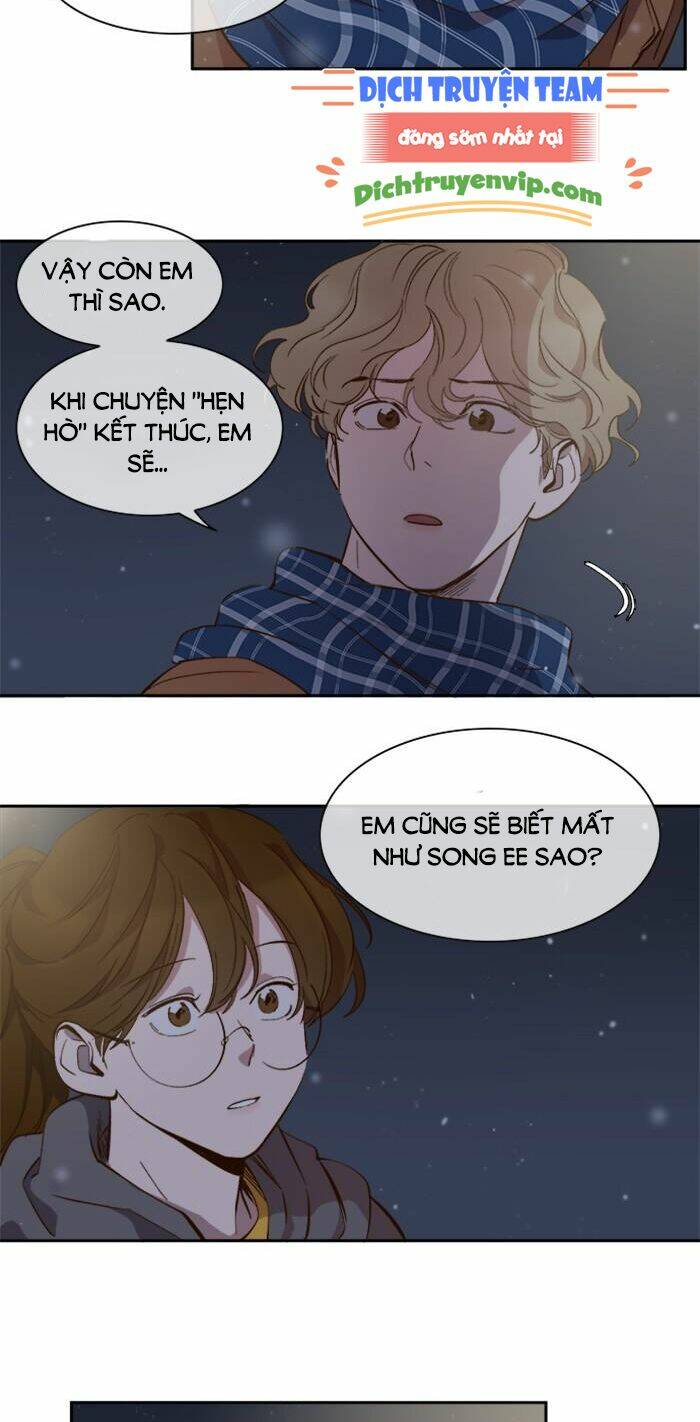 DỊCH TRUYỆN TEAM
đăng sớm nhất tại
Dichtruyenvip.com
VẬY CÒN EM
THÌ SAO.
KHI CHUYỆN "HẸN
HÒ" KẾT THÚC, EM
SẼ...
EM CŨNG SẼ BIẾT MẤT
NHƯ SONG EE SAO?